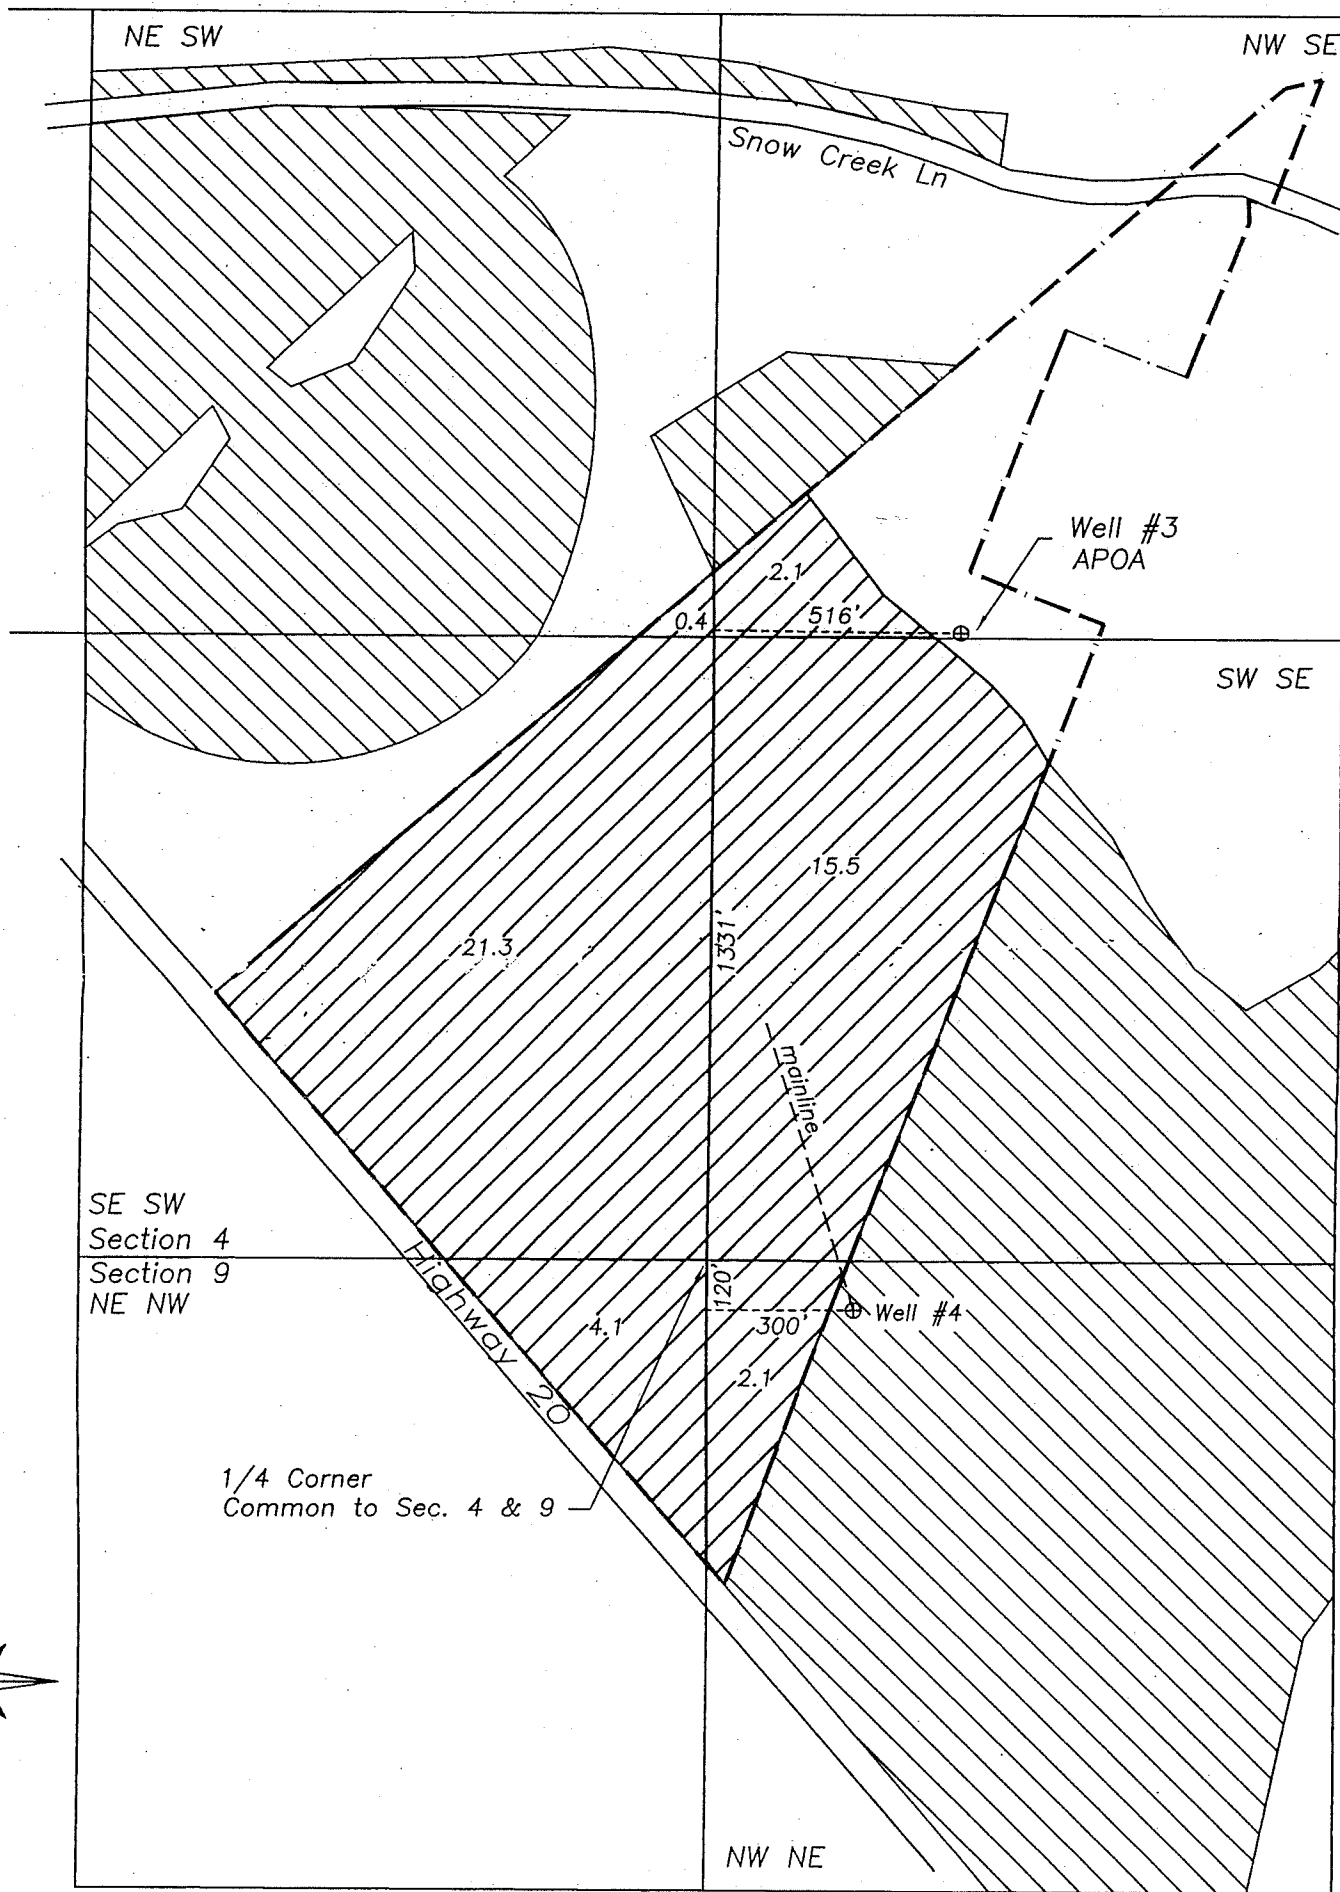 NE SW
NW SE
Snow Creek Ln
Well #3
APOA
2.1
0.4
516'
SW SE
15.5
21.3
1331'
mainline
SE SW
Section 4
Section 9
NE NW
Highway 20
120'
300'
Well #4
4.1
2.1
1/4 Corner
Common to Sec. 4 & 9
NW NE